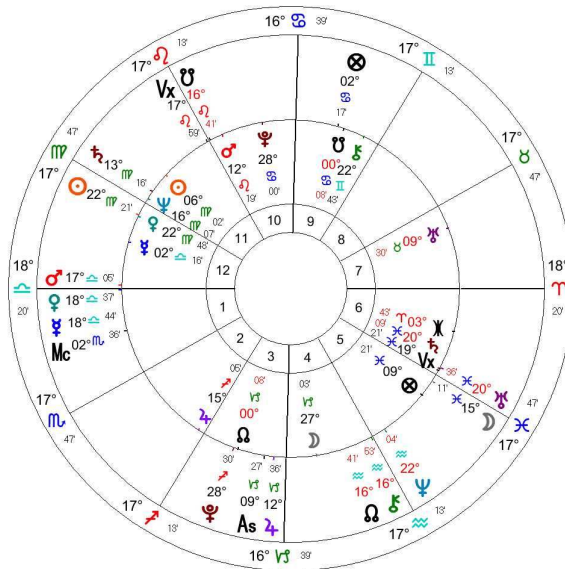 16° ♋ 39'
17° ♊ 13'
17° ♉ 47'
18° ♈ 20'
17° ♓ 47'
17° ♒ 13'
16° ♑ 39'
17° ♐ 13'
17° ♏ 47'
18° ♎ 20'
17° ♍ 47'
17° ♌ 13'
⊗ 02° ♋ 17'
☋ 16° ♌ 41'
Vx 17° ♌ 59'
♄ 13° ♍ 16'
☉ 22° ♍ 21'
♂ 17° ♎ 05'
♀ 18° ♎ 37'
☿ 18° ♎ 44'
Mc 02° ♏ 36'
♇ 28° ♐ 30'
As 09° ♑ 27'
♃ 12° ♑ 36'
☊ 16° ♒ 41'
⚷ 16° ♒ 53'
♆ 22° ♒ 04'
☽ 15° ♓ 11'
♅ 20° ♓ 36'
♇ 28° ♋ 00'
♂ 12° ♌ 19'
☉ 06° ♍ 02'
♆ 16° ♍ 07'
♀ 22° ♍ 48'
☿ 02° ♎ 16'
♃ 15° ♐ 05'
☊ 00° ♑ 08'
☽ 27° ♑ 03'
⊗ 09° ♓ 21'
Vx 19° ♓ 21'
♄ 20° ♓ 09'
03° ♈ 43'
♅ 09° ♉ 30'
⚷ 22° ♊ 43'
☋ 00° ♋ 08'
1
2
3
4
5
6
7
8
9
10
11
12